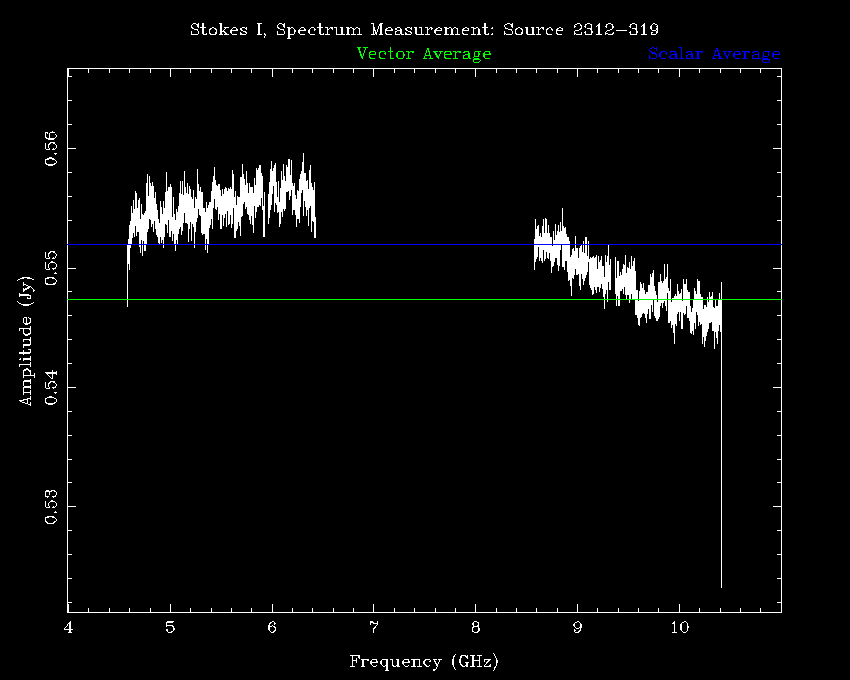 Stokes I, Spectrum Measurement: Source 2312-319
Vector Average
Scalar Average
0.56
0.55
0.54
0.53
Amplitude (Jy)
4 5 6 7 8 9 10
Frequency (GHz)